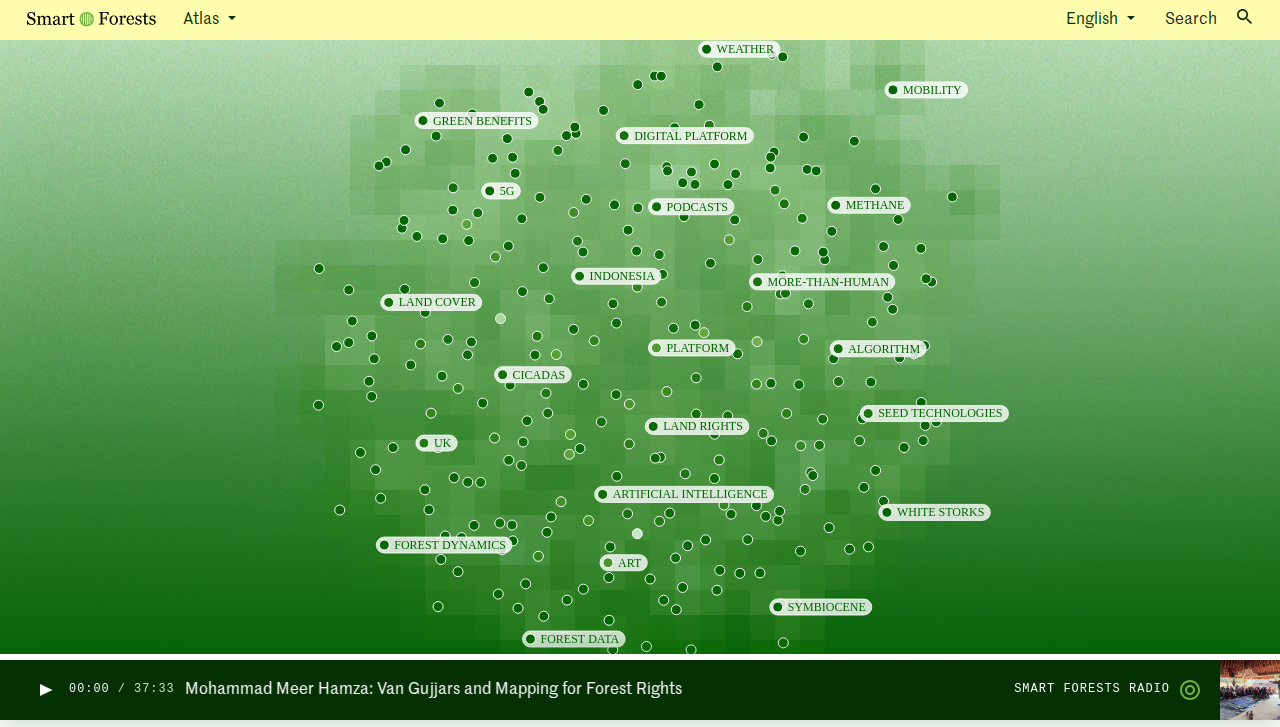 Smart Forests Atlas English Search
WEATHER
MOBILITY
GREEN BENEFITS
DIGITAL PLATFORM
5G
PODCASTS
METHANE
INDONESIA
MORE-THAN-HUMAN
LAND COVER
PLATFORM
ALGORITHM
CICADAS
SEED TECHNOLOGIES
LAND RIGHTS
UK
ARTIFICIAL INTELLIGENCE
WHITE STORKS
FOREST DYNAMICS
ART
SYMBIOCENE
FOREST DATA
00:00 / 37:33 Mohammad Meer Hamza: Van Gujjars and Mapping for Forest Rights SMART FORESTS RADIO